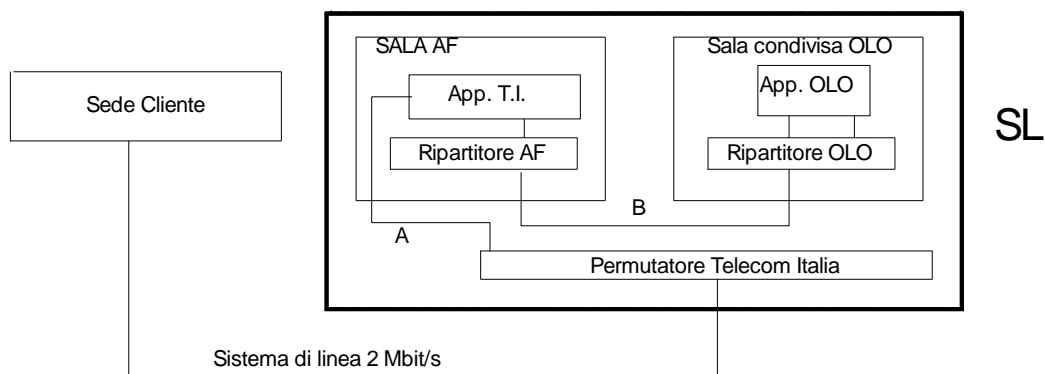 SALA AF
Sala condivisa OLO
Sede Cliente
App. T.I.
App. OLO
SL
Ripartitore AF
Ripartitore OLO
B
A
Permutatore Telecom Italia
Sistema di linea 2 Mbit/s